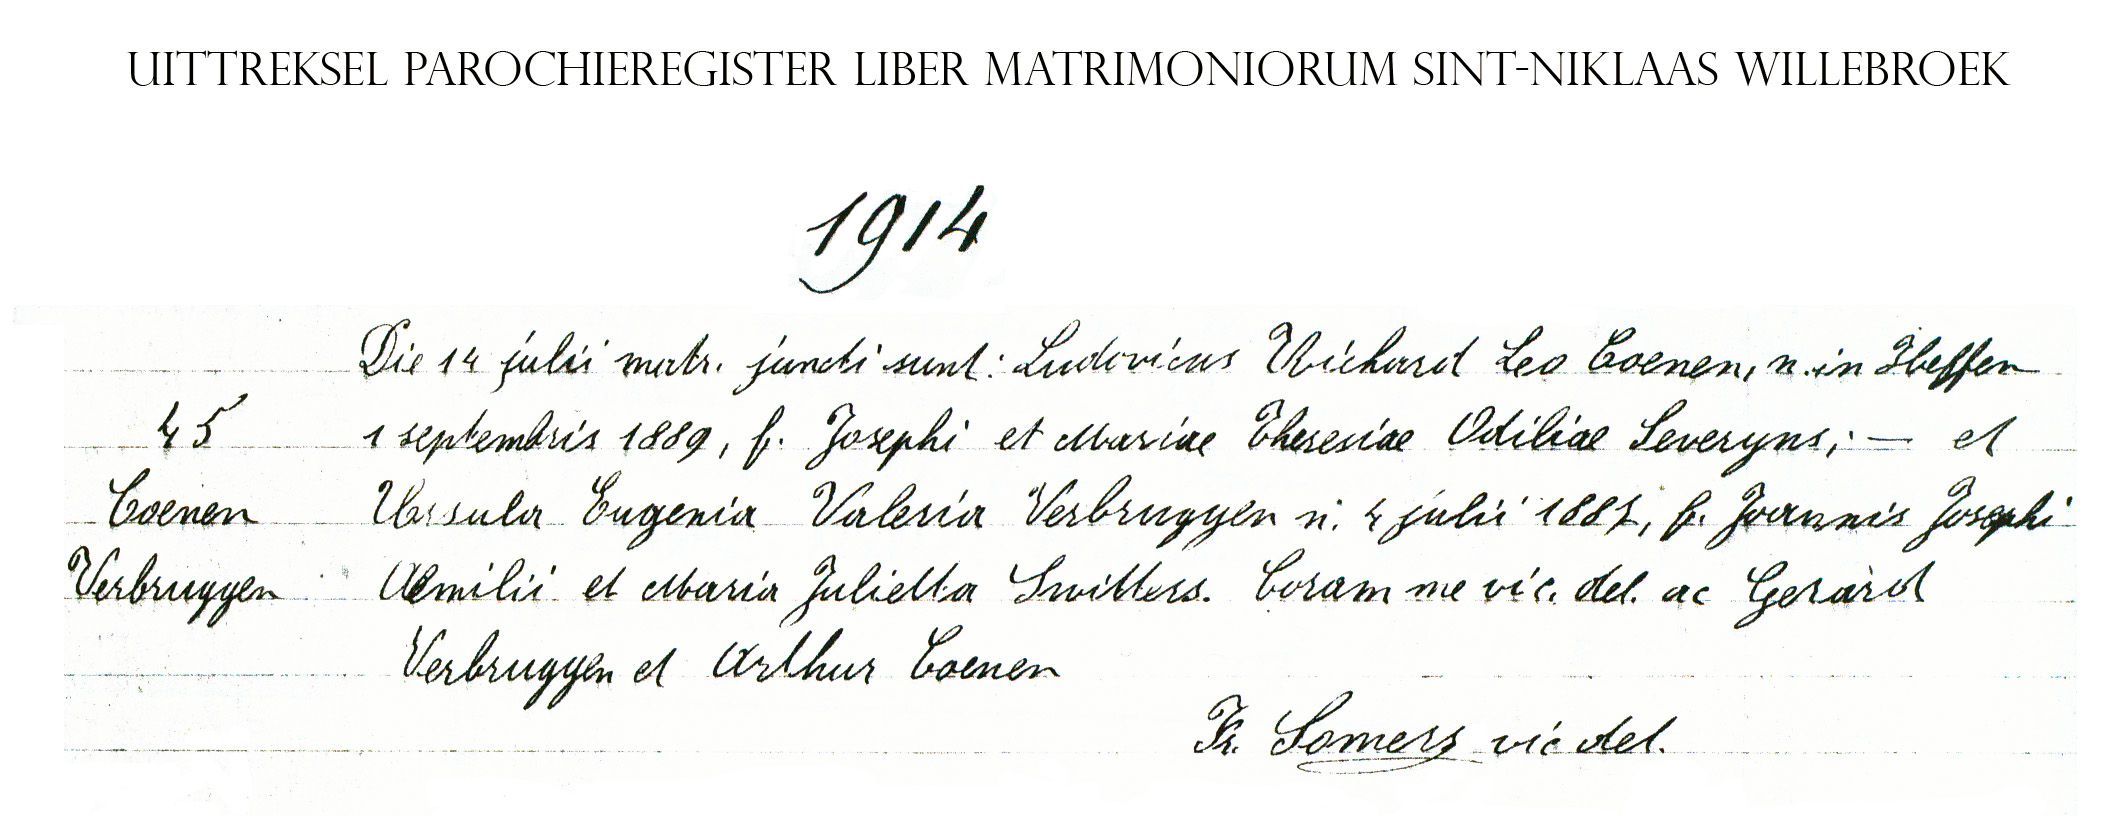 UITTREKSEL PAROCHIEREGISTER LIBER MATRIMONIORUM SINT-NIKLAAS WILLEBROEK
1914
Die 14 julii matr. juncti sunt: Ludovicus Richard Leo Coenen, n. in Heffen
45
1 septembris 1889, f. Josephi et Mariae Theresiae Odiliae Severyns; — et
Coenen
Ursula Eugenia Valeria Verbruggen n. 4 julii f. Joannis Josephi
Verbruggen
Aemilii et Maria Julietta Switters. Coram me vic. del. ac Gerard
Verbruggen et Arthur Coenen
Fr. Somers vic del.